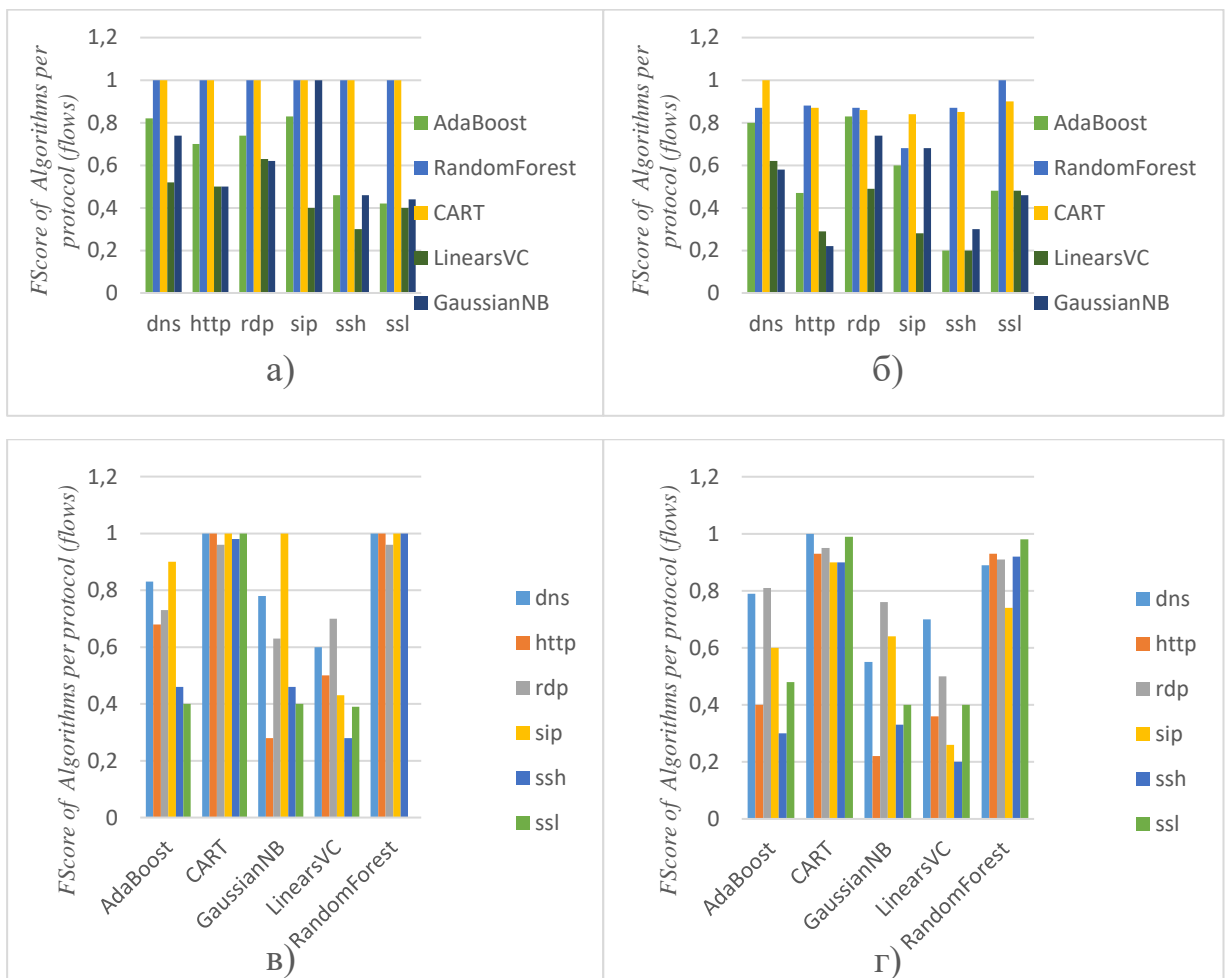 FScore of Algorithms per
protocol (flows)
1,2
1
0,8
0,6
0,4
0,2
0
dns http rdp sip ssh ssl
AdaBoost
RandomForest
CART
LinearsVC
GaussianNB
а)
FScore of Algorithms per
protocol (flows)
1,2
1
0,8
0,6
0,4
0,2
0
dns http rdp sip ssh ssl
AdaBoost
RandomForest
CART
LinearsVC
GaussianNB
б)
FScore of Algorithms per protocol (flows)
1,2
1
0,8
0,6
0,4
0,2
0
AdaBoost
CART
GaussianNB
LinearsVC
RandomForest
dns
http
rdp
sip
ssh
ssl
в)
FScore of Algorithms per protocol (flows)
1,2
1
0,8
0,6
0,4
0,2
0
AdaBoost
CART
GaussianNB
LinearsVC
RandomForest
dns
http
rdp
sip
ssh
ssl
г)